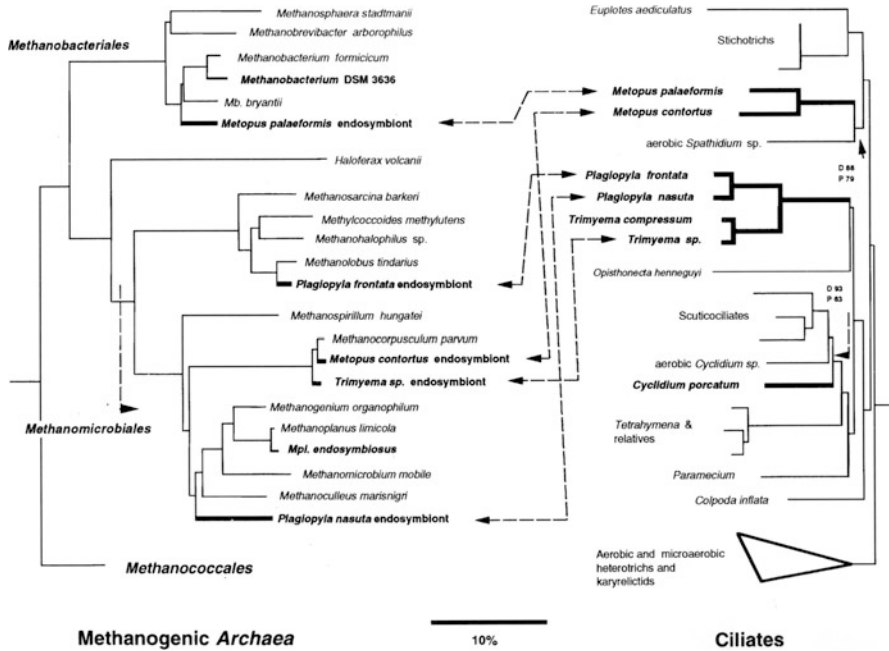 Methanosphaera stadtmanii
Methanobrevibacter arborophilus
Methanobacteriales
Methanobacterium formicicum
Methanobacterium DSM 3636
Mb. bryantii
Metopus palaeformis endosymbiont
Haloferax volcanii
Methanosarcina barkeri
Methylcoccoides methylutens
Methanohalophilus sp.
Methanolobus tindarius
Plagiopyla frontata endosymbiont
Methanospirillum hungatei
Methanocorpusculum parvum
Metopus contortus endosymbiont
Trimyema sp. endosymbiont
Methanogenium organophilum
Methanomicrobiales
Methanoplanus limicola
Mpl. endosymbiosus
Methanomicrobium mobile
Methanoculleus marisnigri
Plagiopyla nasuta endosymbiont
Methanococcales
Methanogenic Archaea
10%
Euplotes aediculatus
Stichotrichs
Metopus palaeformis
Metopus contortus
aerobic Spathidium sp.
D 88
P 79
Plagiopyla frontata
Plagiopyla nasuta
Trimyema compressum
Trimyema sp.
Opisthonecta henneguyi
D 93
P 63
Scuticociliates
aerobic Cyclidium sp.
Cyclidium porcatum
Tetrahymena &
relatives
Paramecium
Colpoda inflata
Aerobic and microaerobic
heterotrichs and
karyrelictids
Ciliates